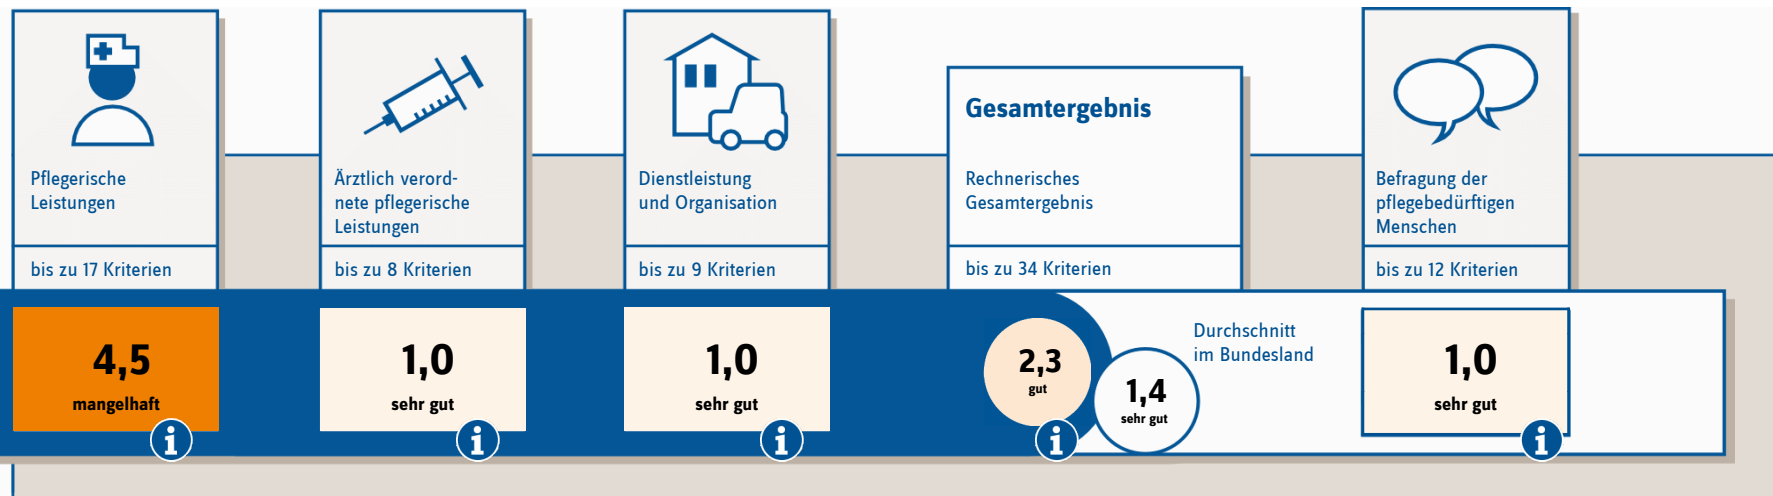 Pflegerische
Leistungen
bis zu 17 Kriterien
4,5
mangelhaft
Ärztlich verord-
nete pflegerische
Leistungen
bis zu 8 Kriterien
1,0
sehr gut
Dienstleistung
und Organisation
bis zu 9 Kriterien
1,0
sehr gut
Gesamtergebnis
Rechnerisches
Gesamtergebnis
bis zu 34 Kriterien
2,3
gut
1,4
sehr gut
Durchschnitt
im Bundesland
Befragung der
pflegebedürftigen
Menschen
bis zu 12 Kriterien
1,0
sehr gut